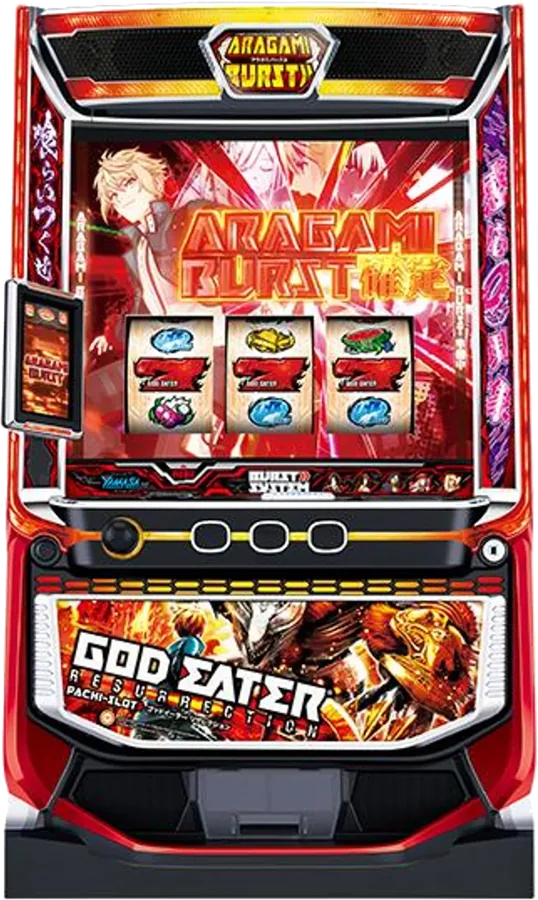 ARAGAMI
BURST》
喰らいつくせ
ARAGAMI
BURST確定
ARAGAMI
BURST
GOD EATER
GOD EATER
GOD EATER
YAMASA
BURST》
SYSTEM
GOD EATER
RESURRECTION
PACHI-SLOT